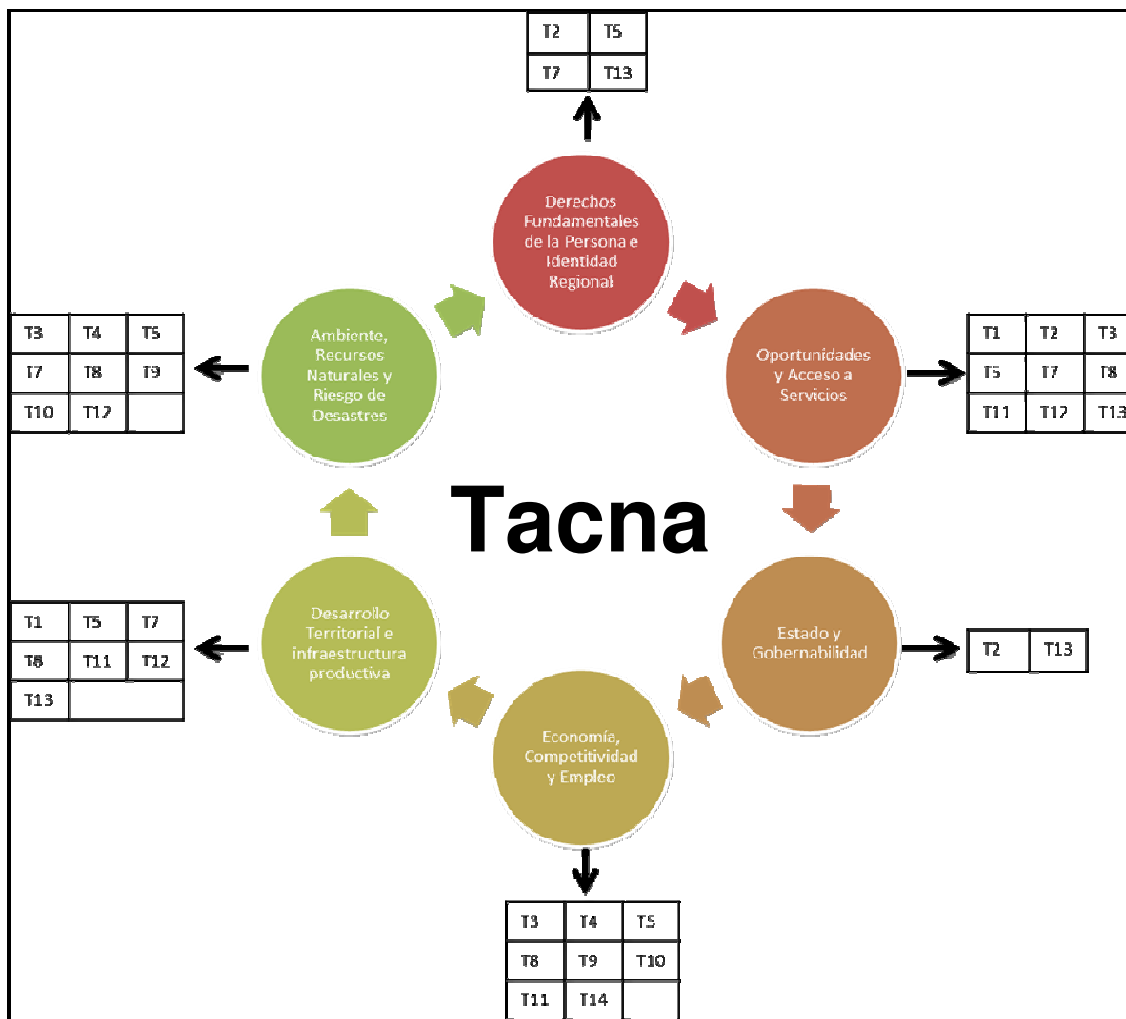 T2 T5
T7 T13
Derechos
Fundamentales
de la Persona e
Identidad
Regional
T3 T4 T5
T7 T8 T9
T10 T12
Ambiente,
Recursos
Naturales y
Riesgo de
Desastres
Oportunidades
y Acceso a
Servicios
T1 T2 T3
T5 T7 T8
T11 T12 T13
Tacna
T1 T5 T7
T8 T11 T12
T13
Desarrollo
Territorial e
infraestructura
productiva
Estado y
Gobernabilidad
T2 T13
Economía,
Competitividad
y Empleo
T3 T4 T5
T8 T9 T10
T11 T14